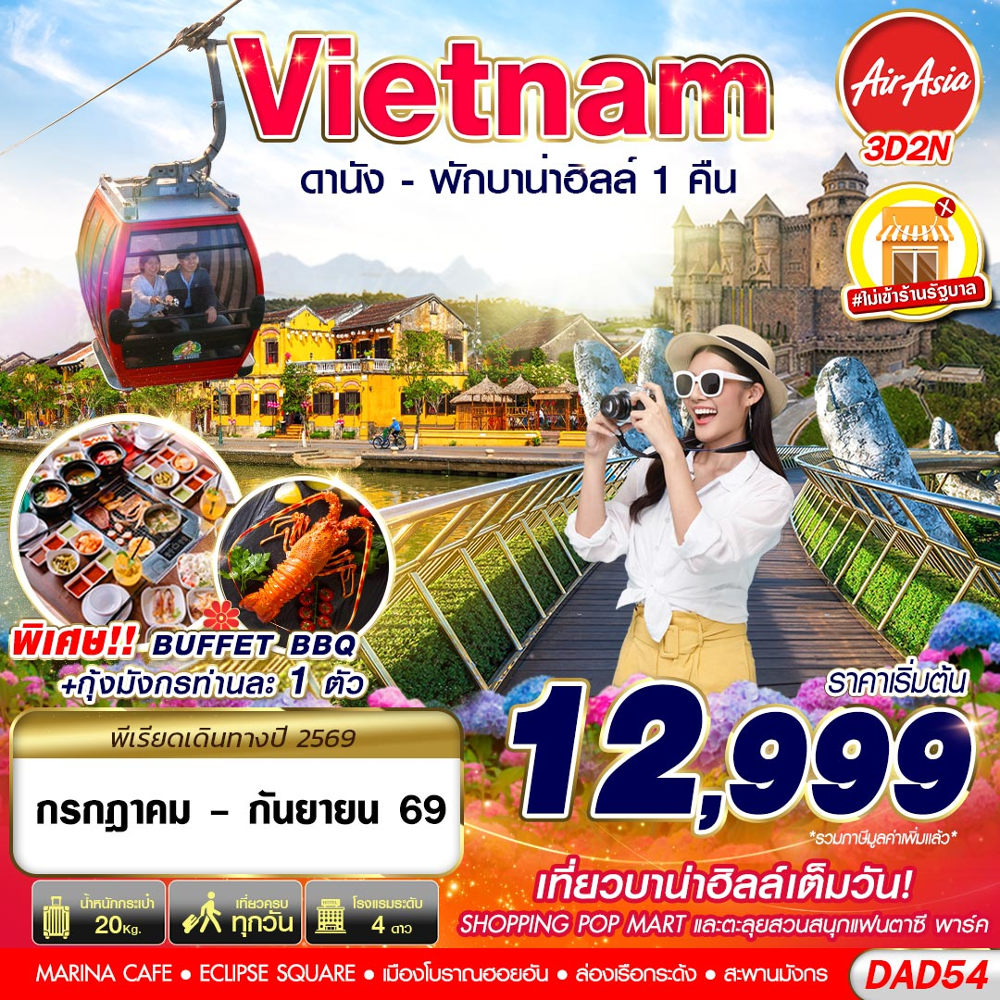 Vietnam
ดานัง - พักบาน่าฮิลล์ 1 คืน
AirAsia
3D2N
#ไม่เข้าร้านรัฐบาล
พิเศษ!! BUFFET BBQ
+กุ้งมังกรท่านละ 1 ตัว
พีเรียดเดินทางปี 2569
กรกฎาคม – กันยายน 69
ราคาเริ่มต้น
12,999
*รวมภาษีมูลค่าเพิ่มแล้ว*
น้ำหนักกระเป๋า
20Kg.
เที่ยวครบ
ทุกวัน
HOTEL
โรงแรมระดับ
4 ดาว
เที่ยวบาน่าฮิลล์เต็มวัน!
SHOPPING POP MART และตะลุยสวนสนุกแฟนตาซี พาร์ค
MARINA CAFE ● ECLIPSE SQUARE ● เมืองโบราณฮอยอัน ● ล่องเรือกระด้ง ● สะพานมังกร
DAD54